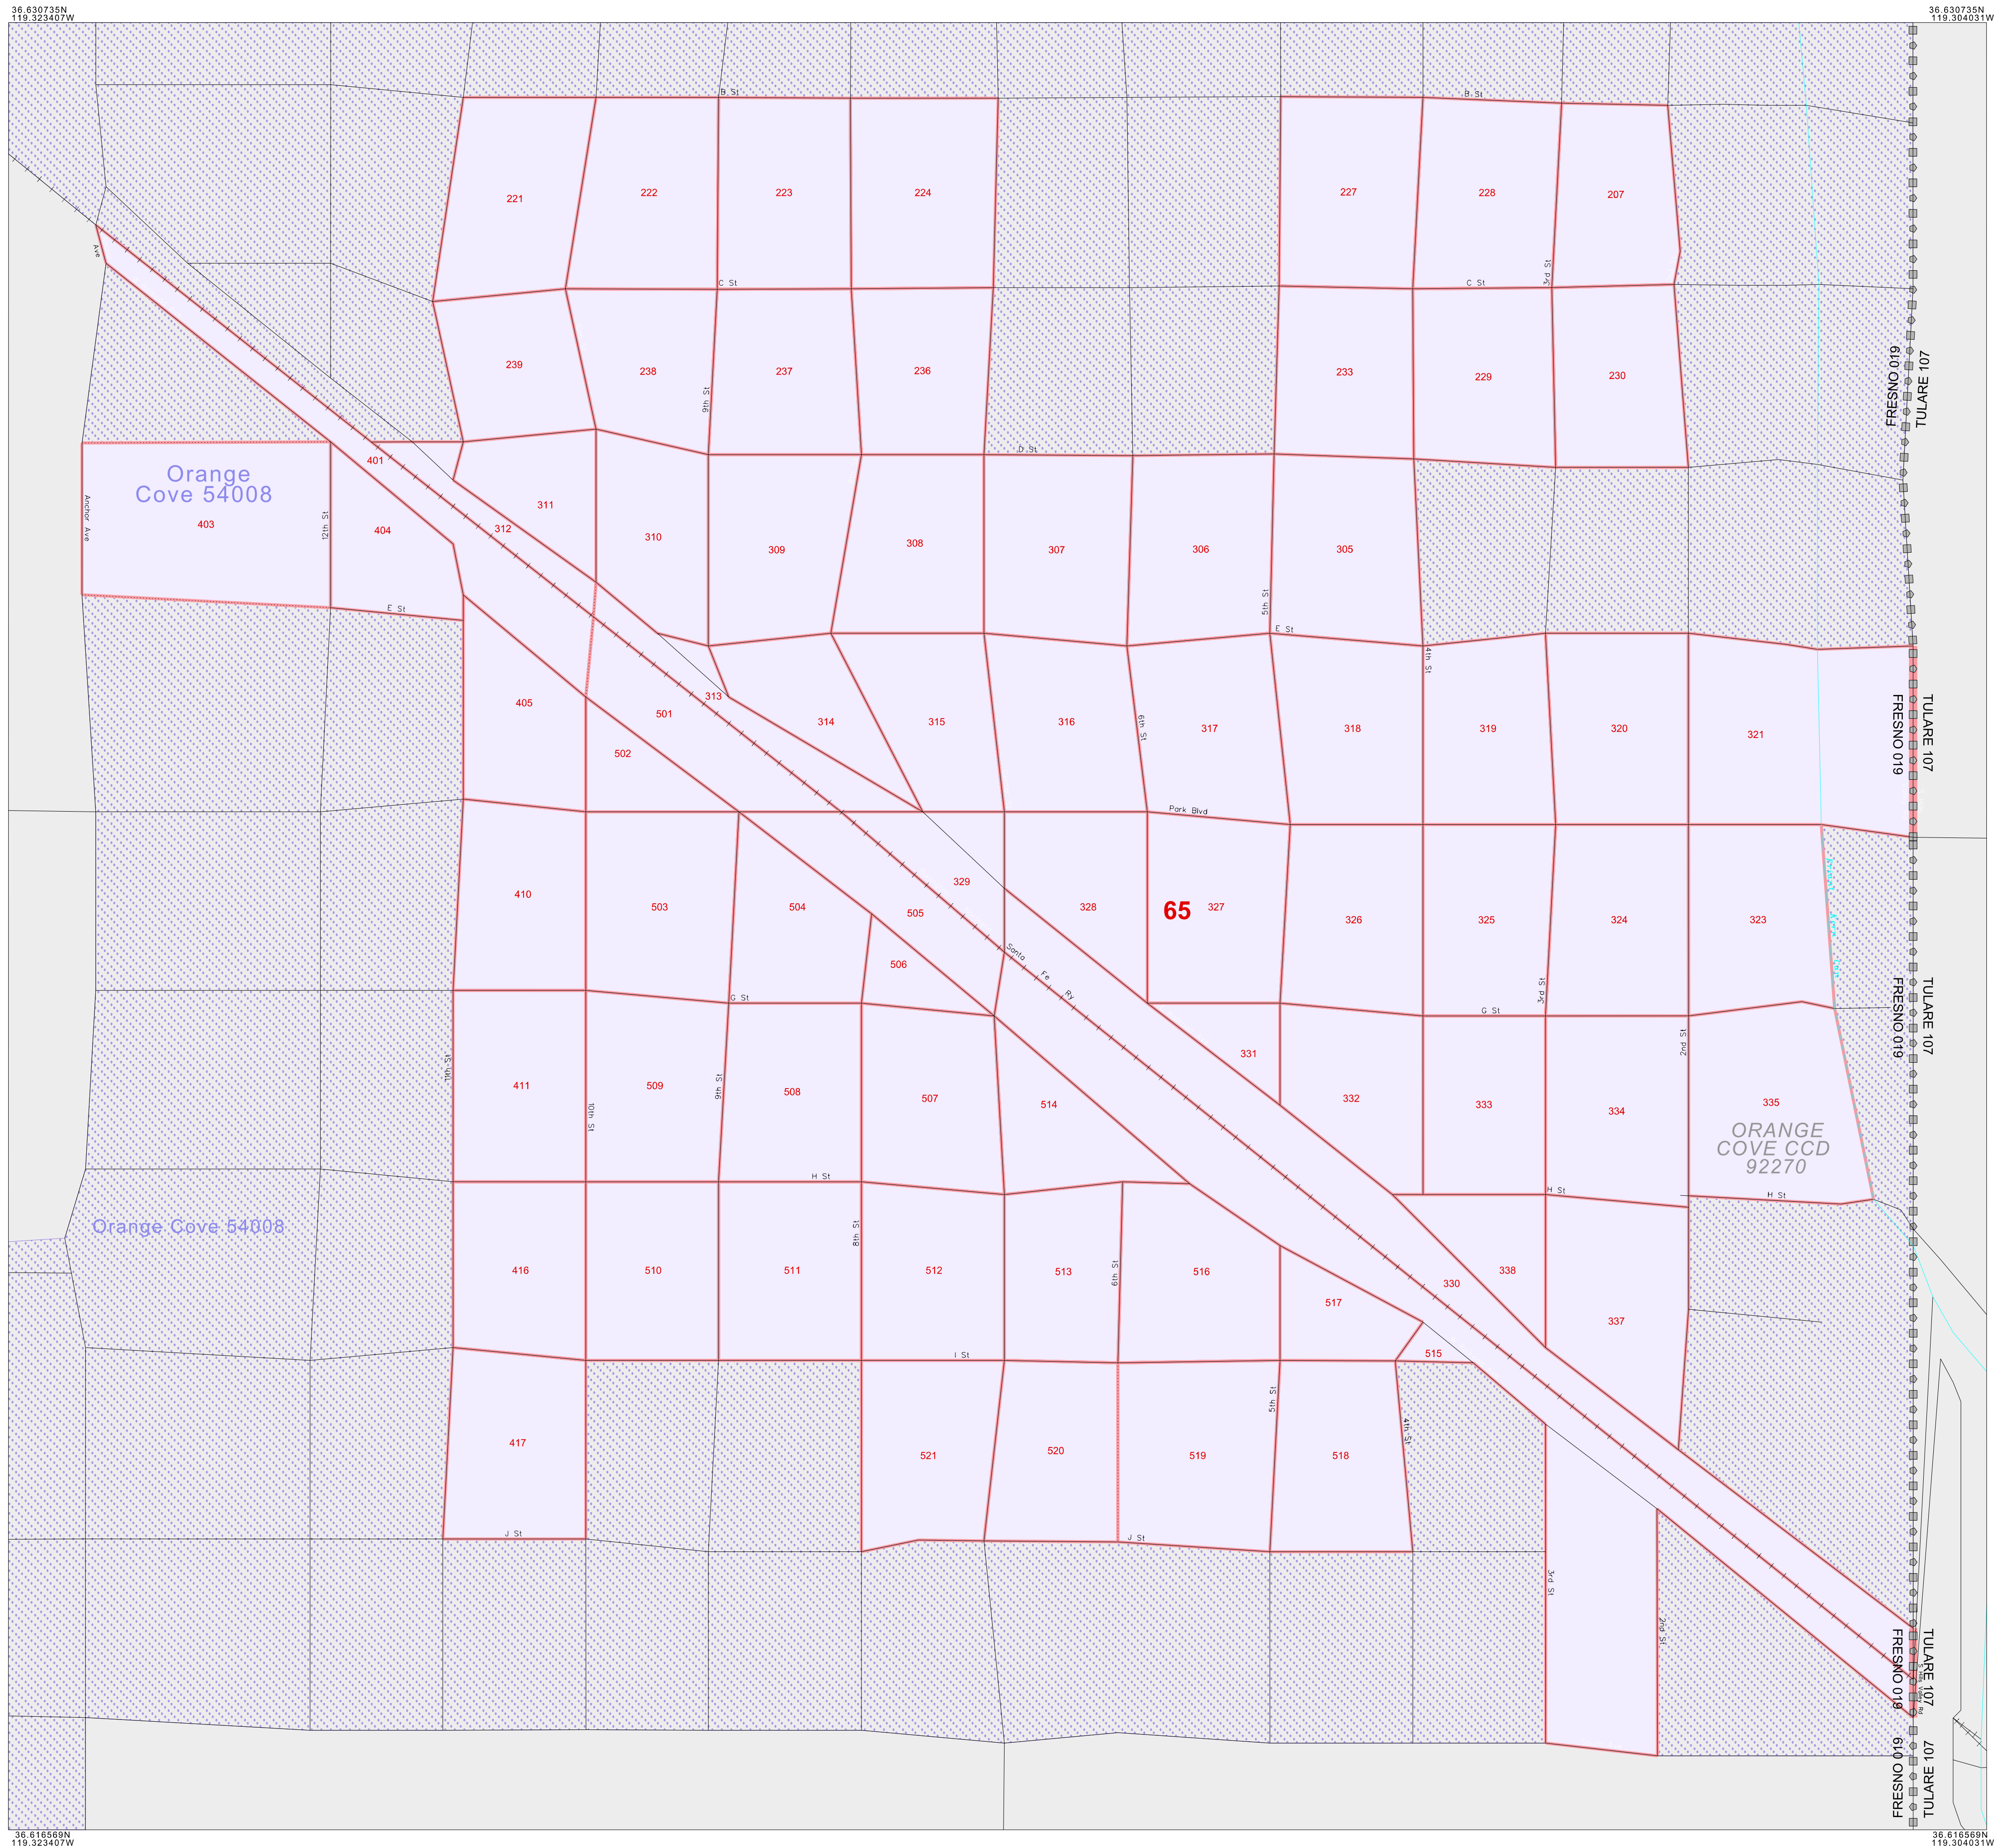 36.630735N
119.323407W
36.630735N
119.304031W
B St
B St
221
222
223
224
227
228
207
Ave
C St
C St
3rd St
239
238
237
236
233
229
230
9th St
FRESNO 019
TULARE 107
D St
401
Orange
Cove 54008
403
Anchor Ave
12th St
404
312
311
310
309
308
307
306
305
5th St
E St
E St
4th St
405
501
502
313
314
315
316
6th St
317
318
319
320
321
FRESNO 019
TULARE 107
Park Blvd
410
503
504
505
506
329
328
65
327
326
325
324
323
Santa Fe Ry
G St
G St
3rd St
2nd St
FRESNO 019
TULARE 107
11th St
411
10th St
509
9th St
508
507
514
331
332
333
334
335
ORANGE
COVE CCD
92270
H St
H St
H St
Orange Cove 54008
416
510
511
8th St
512
513
6th St
516
517
330
338
337
I St
515
417
521
520
519
5th St
518
4th St
J St
J St
3rd St
2nd St
FRESNO 019
TULARE 107
FRESNO 019
TULARE 107
36.616569N
119.323407W
36.616569N
119.304031W